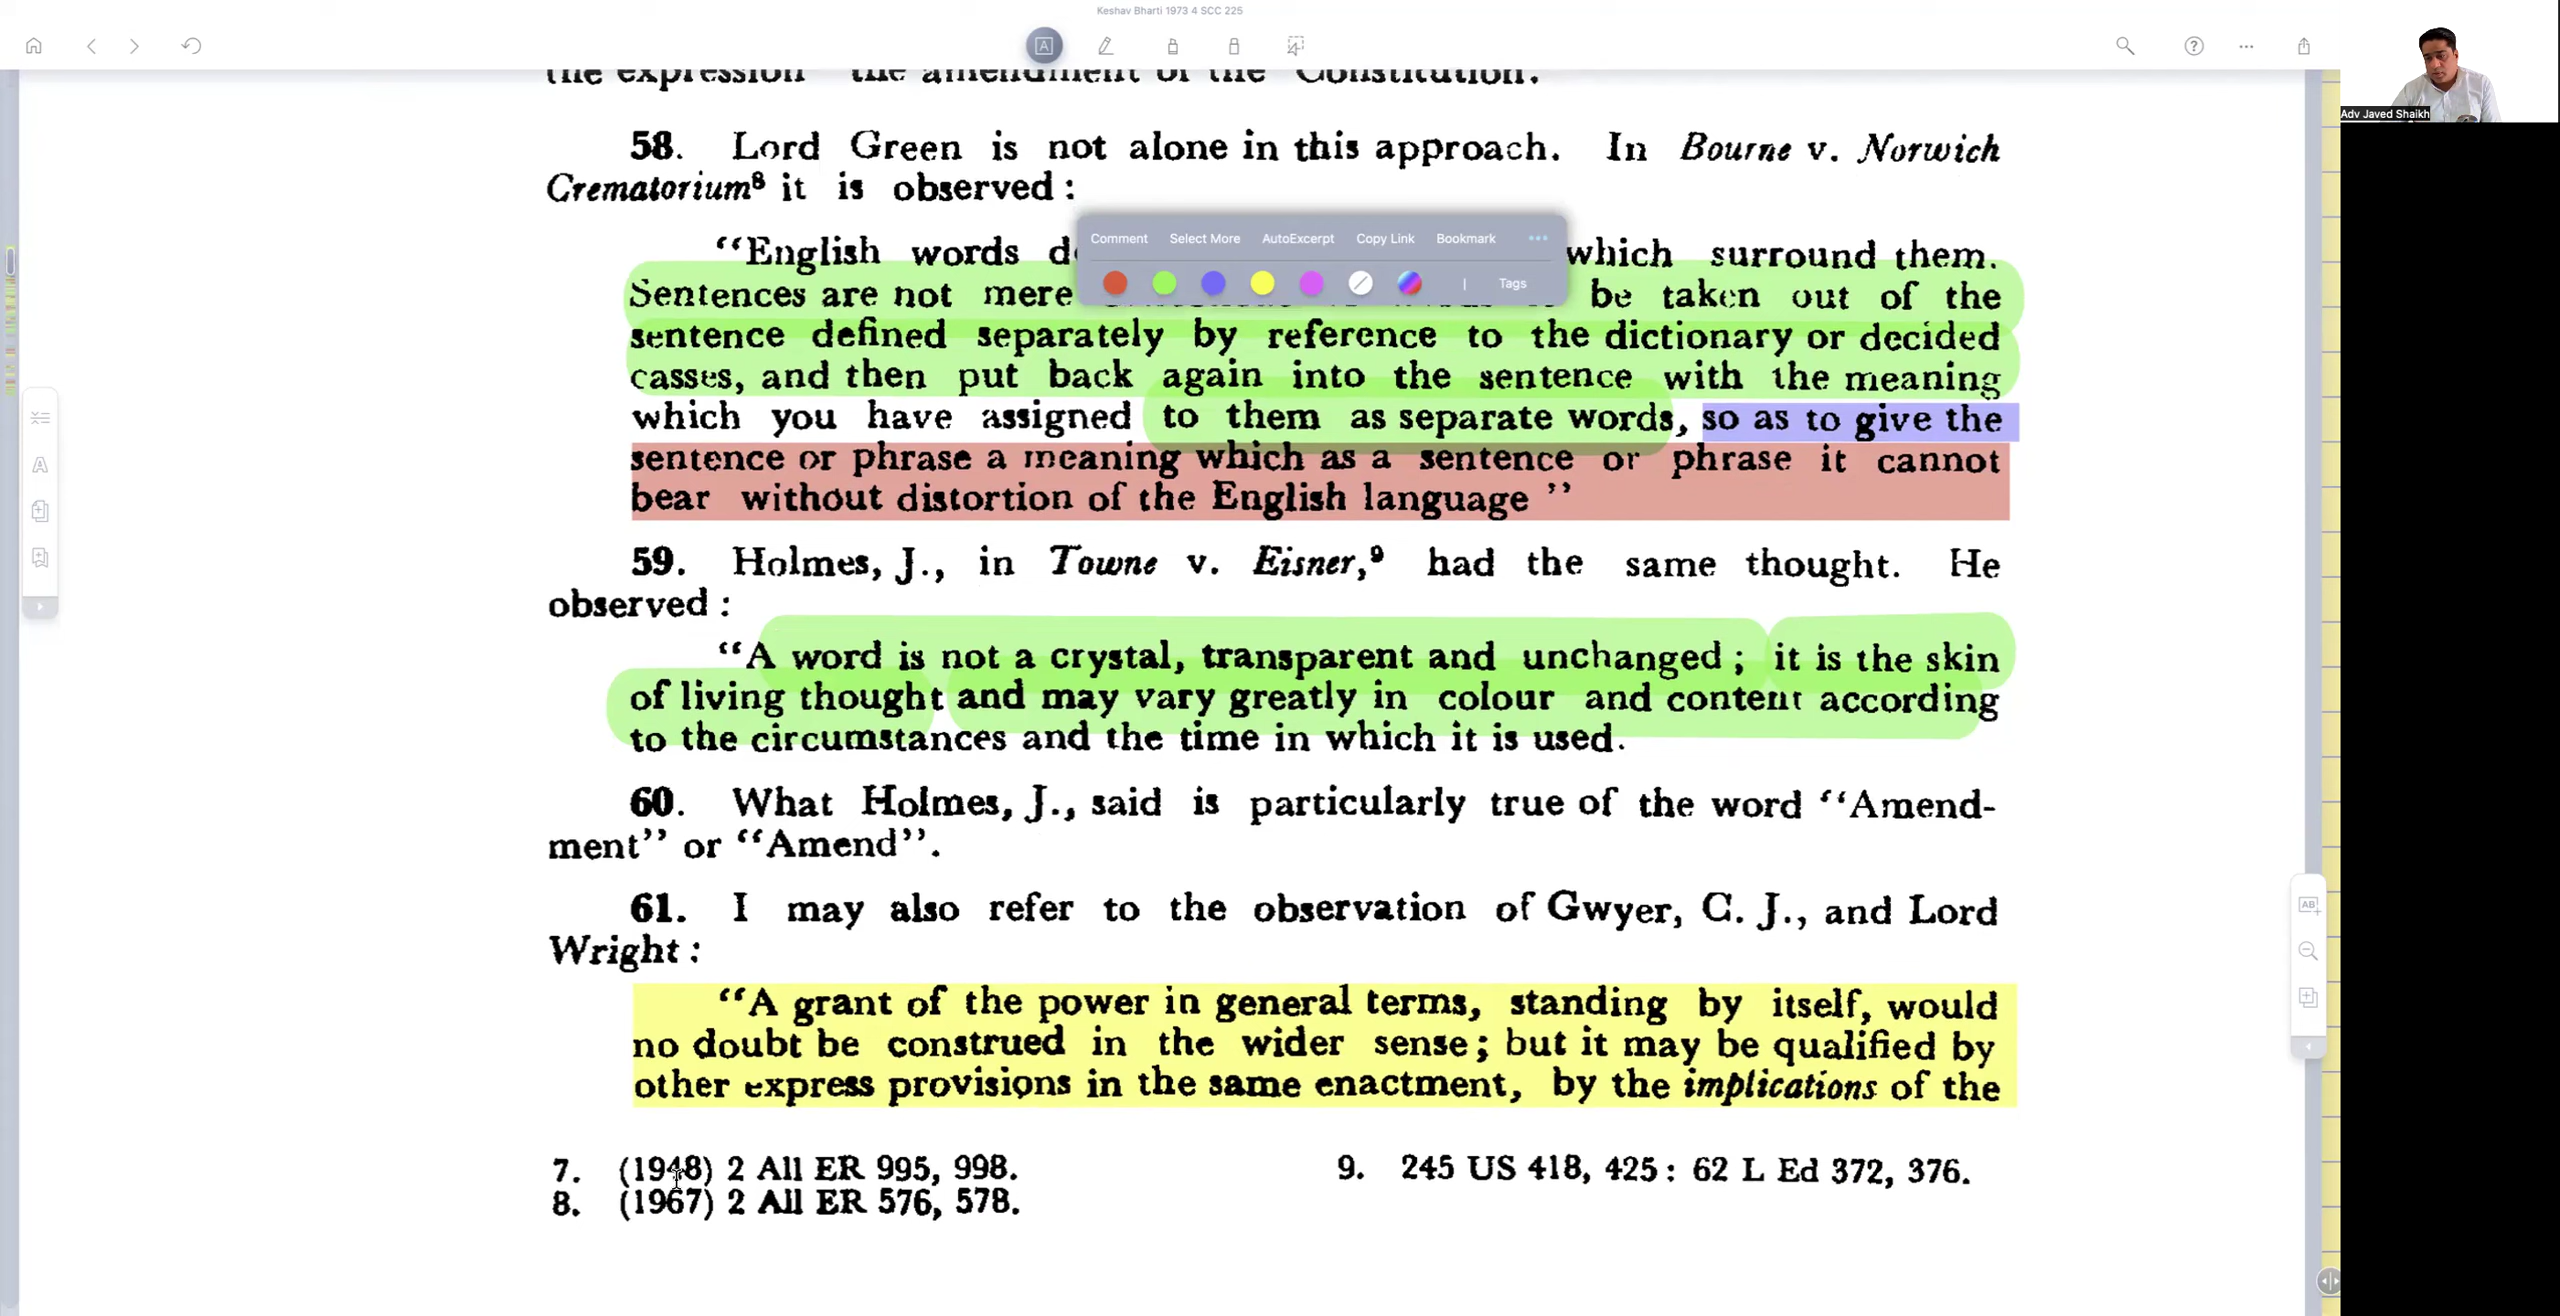 Keshav Bharti 1973 4 SCC 225
the expression the amendment of the Constitution.
58. Lord Green is not alone in this approach. In Bourne v. Norwich
Crematorium8 it is observed :
Comment Select More AutoExcerpt Copy Link Bookmark
Tags
“English words which surround them.
Sentences are not mere be taken out of the
sentence defined separately by reference to the dictionary or decided
casses, and then put back again into the sentence with the meaning
which you have assigned to them as separate words, so as to give the
sentence or phrase a meaning which as a sentence or phrase it cannot
bear without distortion of the English language ”
59. Holmes, J., in Towne v. Eisner,9 had the same thought. He
observed :
“A word is not a crystal, transparent and unchanged ; it is the skin
of living thought and may vary greatly in colour and content according
to the circumstances and the time in which it is used.
60. What Holmes, J., said is particularly true of the word “Amend-
ment” or “Amend”.
61. I may also refer to the observation of Gwyer, C. J., and Lord
Wright :
“A grant of the power in general terms, standing by itself, would
no doubt be construed in the wider sense ; but it may be qualified by
other express provisions in the same enactment, by the implications of the
7. (1948) 2 All ER 995, 998.
8. (1967) 2 All ER 576, 578.
9. 245 US 418, 425 : 62 L Ed 372, 376.
Adv Javed Shaikh